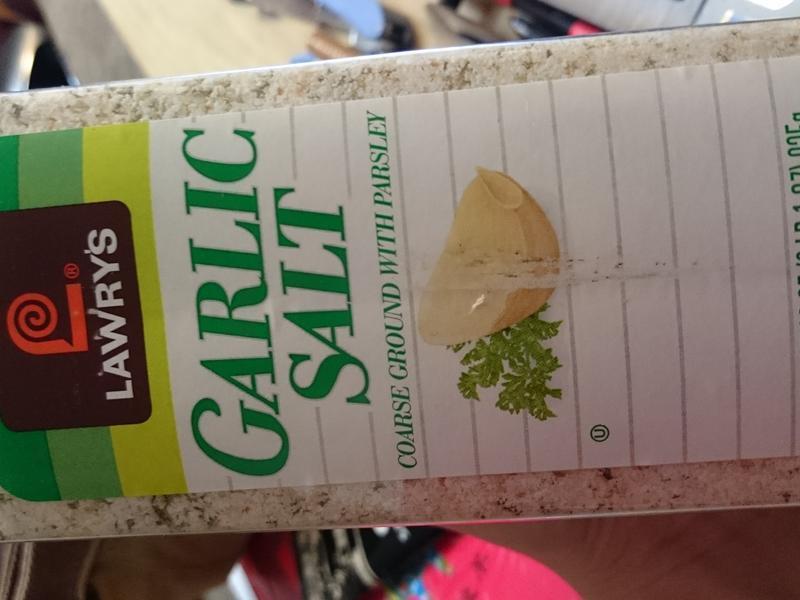 LAWRY'S®
GARLIC
SALT
COARSE GROUND WITH PARSLEY
U